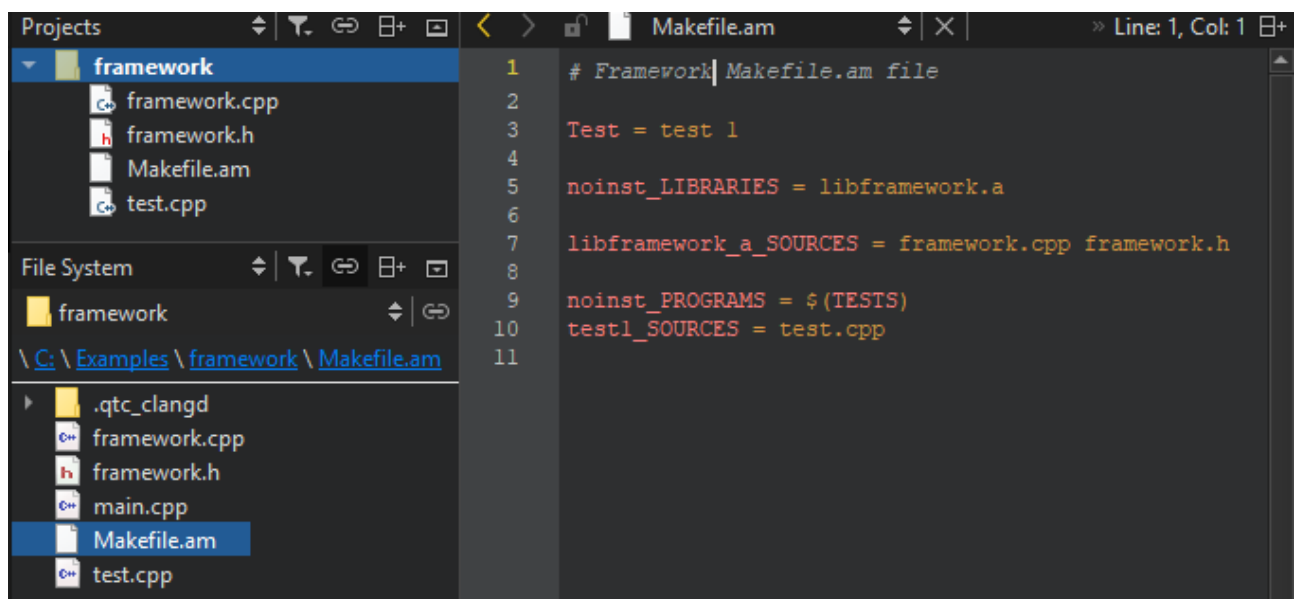 Projects
framework
framework.cpp
framework.h
Makefile.am
test.cpp
File System
framework
\ C: \ Examples \ framework \ Makefile.am
.qtc_clangd
framework.cpp
framework.h
main.cpp
Makefile.am
test.cpp
Makefile.am
» Line: 1, Col: 1
1 # Framework Makefile.am file
2
3 Test = test 1
4
5 noinst_LIBRARIES = libframework.a
6
7 libframework_a_SOURCES = framework.cpp framework.h
8
9 noinst_PROGRAMS = $(TESTS)
10 test1_SOURCES = test.cpp
11